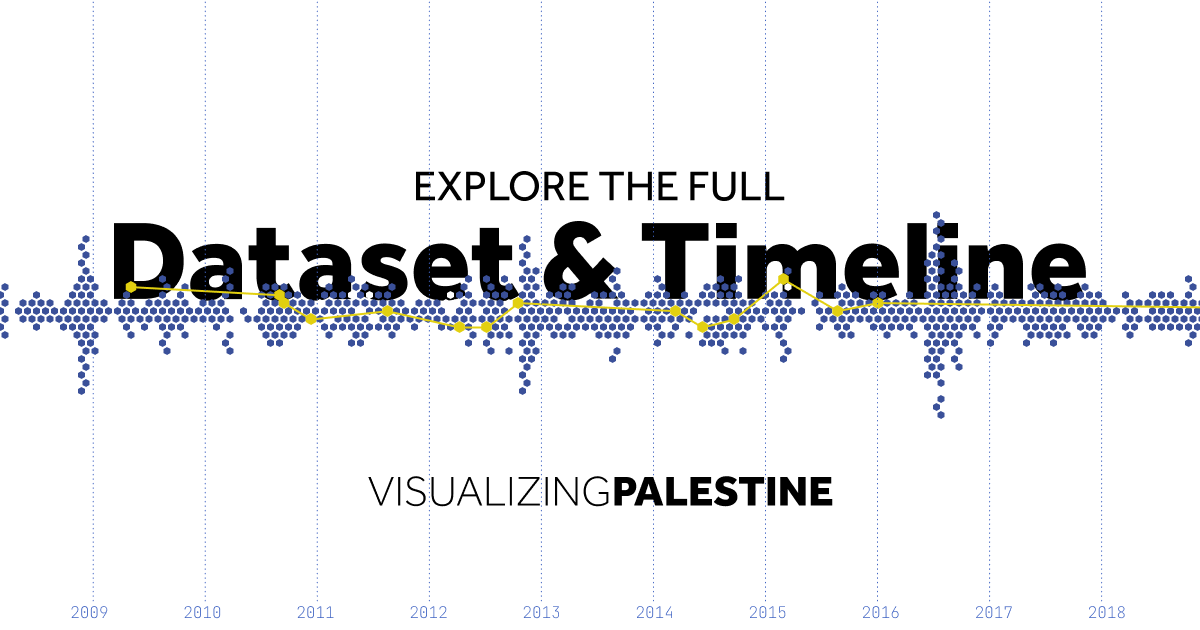 EXPLORE THE FULL
Dataset & Timeline
VISUALIZINGPALESTINE
2009 2010 2011 2012 2013 2014 2015 2016 2017 2018